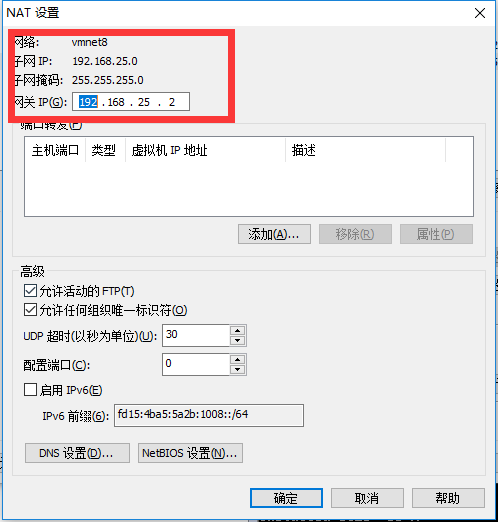 NAT 设置
网络: vmnet8
子网 IP: 192.168.25.0
子网掩码: 255.255.255.0
网关 IP(G): 192 . 168 . 25 . 2
端口转发(F)
主机端口 类型 虚拟机 IP 地址 描述
添加(A)... 移除(R) 属性(P)
高级
允许活动的 FTP(T)
允许任何组织唯一标识符(O)
UDP 超时(以秒为单位)(U): 30
配置端口(C): 0
启用 IPv6(E)
IPv6 前缀(6): fd15:4ba5:5a2b:1008::/64
DNS 设置(D)... NetBIOS 设置(N)...
确定 取消 帮助